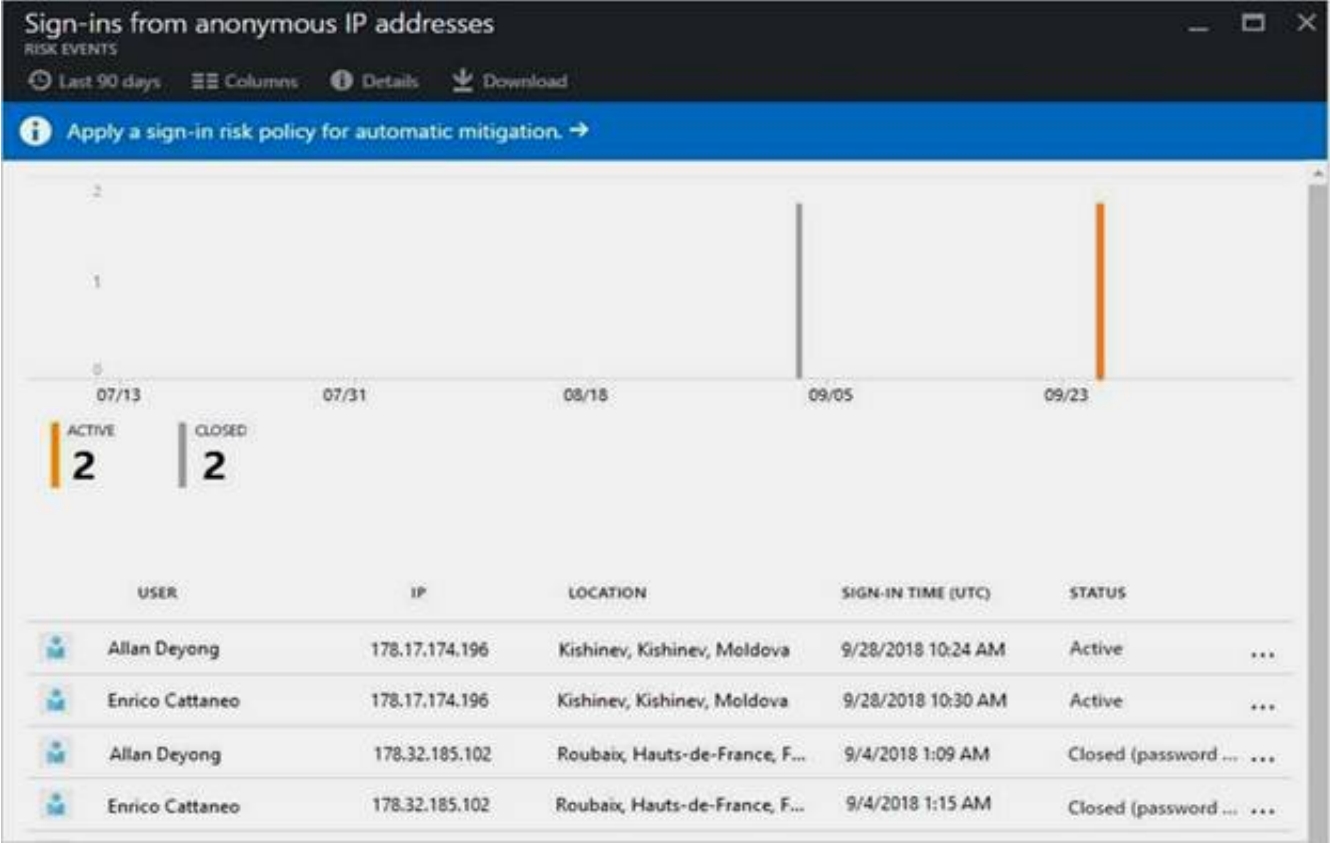 Sign-ins from anonymous IP addresses
RISK EVENTS
Last 90 days Columns Details Download
Apply a sign-in risk policy for automatic mitigation. →
2
1
0
07/13 07/31 08/18 09/05 09/23
ACTIVE CLOSED
2 2
USER IP LOCATION SIGN-IN TIME (UTC) STATUS
Allan Deyong 178.17.174.196 Kishinev, Kishinev, Moldova 9/28/2018 10:24 AM Active ...
Enrico Cattaneo 178.17.174.196 Kishinev, Kishinev, Moldova 9/28/2018 10:30 AM Active ...
Allan Deyong 178.32.185.102 Roubaix, Hauts-de-France, F... 9/4/2018 1:09 AM Closed (password ... ...
Enrico Cattaneo 178.32.185.102 Roubaix, Hauts-de-France, F... 9/4/2018 1:15 AM Closed (password ... ...